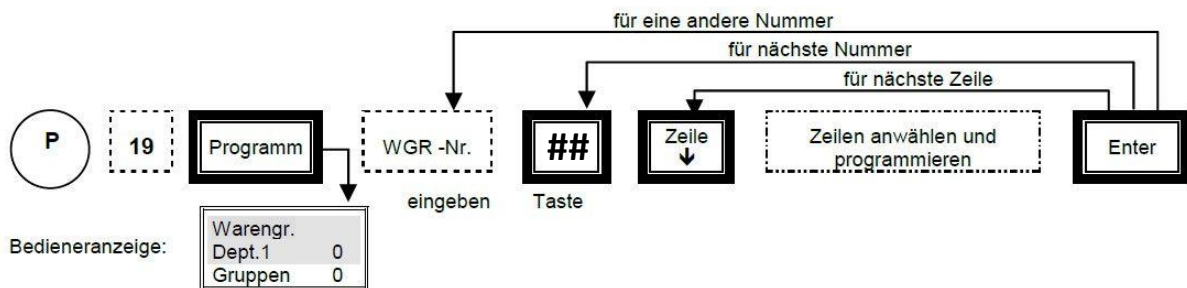 für eine andere Nummer
für nächste Nummer
für nächste Zeile
P
19
Programm
WGR -Nr.
##
Zeile
Zeilen anwählen und
programmieren
Enter
eingeben
Taste
Bedieneranzeige:
Warengr.
Dept.1 0
Gruppen 0